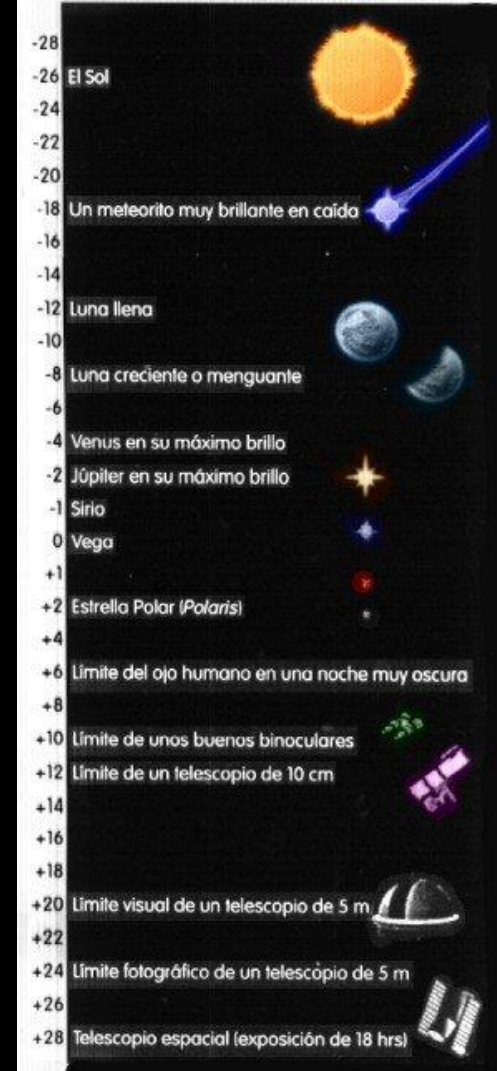 -28
-26 El Sol
-24
-22
-20
-18 Un meteorito muy brillante en caída
-16
-14
-12 Luna llena
-10
-8 Luna creciente o menguante
-6
-4 Venus en su máximo brillo
-2 Júpiter en su máximo brillo
-1 Sirio
0 Vega
+1
+2 Estrella Polar (Polaris)
+4
+6 Límite del ojo humano en una noche muy oscura
+8
+10 Límite de unos buenos binoculares
+12 Límite de un telescopio de 10 cm
+14
+16
+18
+20 Límite visual de un telescopio de 5 m
+22
+24 Límite fotográfico de un telescopio de 5 m
+26
+28 Telescopio espacial (exposición de 18 hrs)